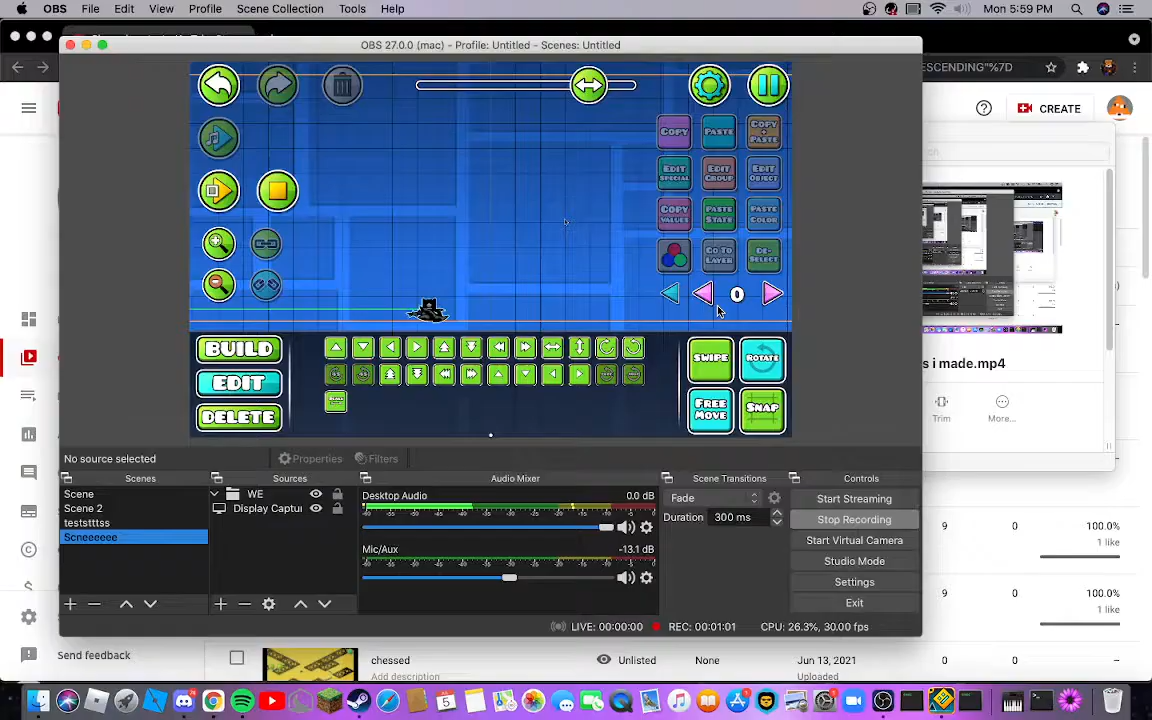 OBS File Edit View Profile Scene Collection Tools Help Mon 5:59 PM
OBS 27.0.0 (mac) - Profile: Untitled - Scenes: Untitled
ESCENDING"%7D
CREATE
COPY PASTE COPY + PASTE
EDIT SPECIAL EDIT GROUP EDIT OBJECT
COPY VALUES PASTE STATE PASTE COLOR
GO TO LAYER DE-SELECT
0
BUILD
EDIT
DELETE
SWIPE ROTATE
FREE MOVE SNAP
s i made.mp4
Trim More...
No source selected Properties Filters
Scenes Sources Audio Mixer Scene Transitions Controls
Scene
Scene 2
teststttss
Scneeeeee
WE
Display Captui
Desktop Audio 0.0 dB
Mic/Aux -13.1 dB
Fade
Duration 300 ms
Start Streaming
Stop Recording
Start Virtual Camera
Studio Mode
Settings
Exit
LIVE: 00:00:00 REC: 00:01:01 CPU: 26.3%, 30.00 fps
9 0 100.0%
1 like
9 0 100.0%
1 like
Send feedback
chessed Unlisted None Jun 13, 2021 0 0 –
Add description Uploaded